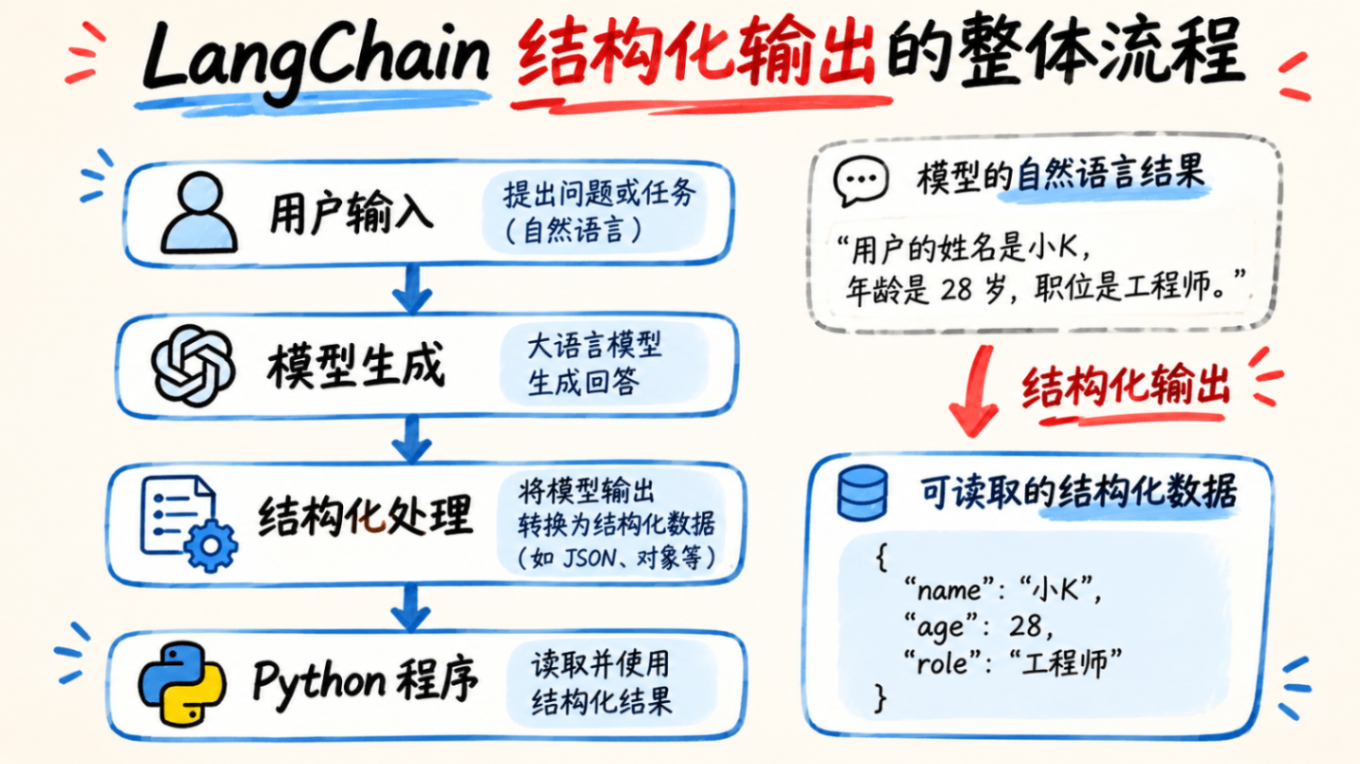 LangChain 结构化输出的整体流程
用户输入
提出问题或任务
（自然语言）
模型生成
大语言模型
生成回答
结构化处理
将模型输出
转换为结构化数据
（如 JSON、对象等）
Python 程序
读取并使用
结构化结果
模型的自然语言结果
“用户的姓名是小K，
年龄是 28 岁，职位是工程师。”
结构化输出
可读取的结构化数据
{
“name”: “小K”,
“age”: 28,
“role”: “工程师”
}